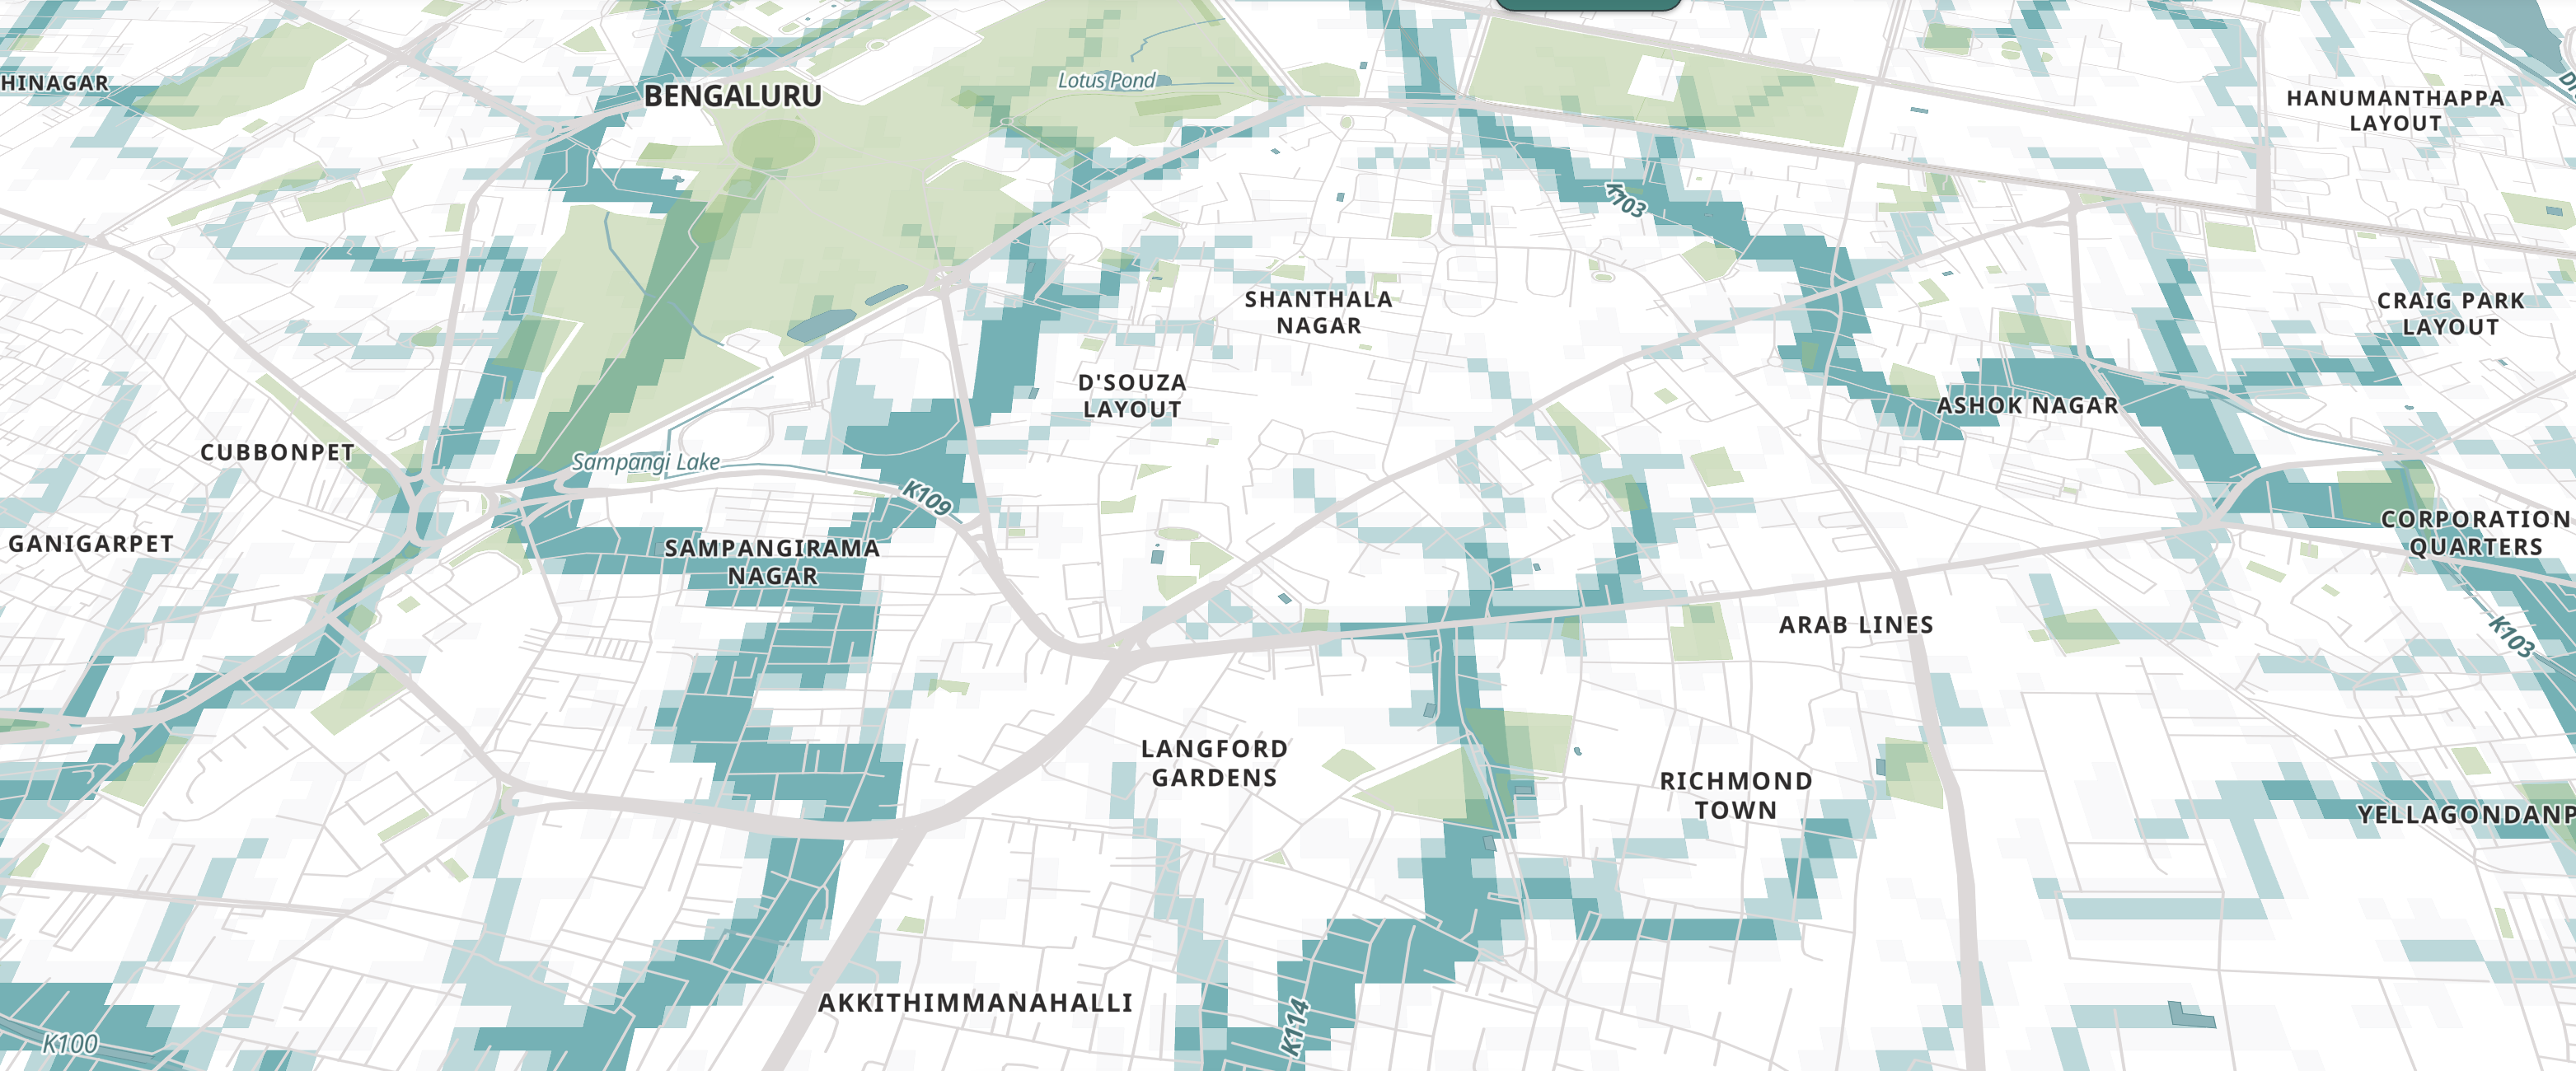 HINAGAR
BENGALURU
Lotus Pond
HANUMANTHAPPA
LAYOUT
K103
SHANTHALA
NAGAR
CRAIG PARK
LAYOUT
D'SOUZA
LAYOUT
ASHOK NAGAR
CUBBONPET
Sampangi Lake
K109
GANIGARPET
SAMPANGIRAMA
NAGAR
CORPORATION
QUARTERS
ARAB LINES
K103
LANGFORD
GARDENS
RICHMOND
TOWN
YELLAGONDANP
AKKITHIMMANAHALLI
K114
K100